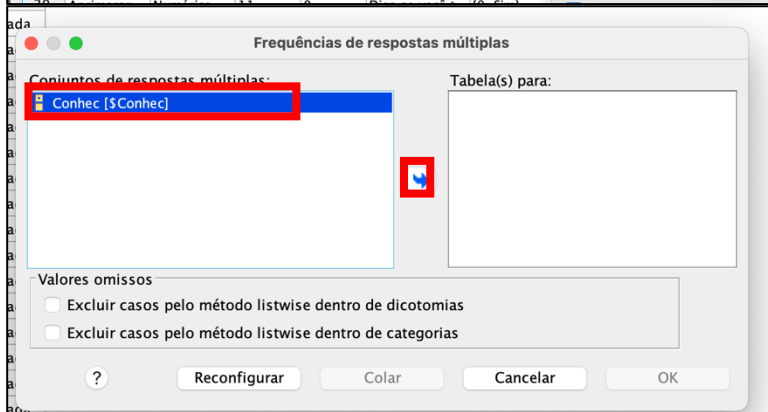 ada
Frequências de respostas múltiplas
Conjuntos de respostas múltiplas:
Tabela(s) para:
Conhec [$Conhec]
Valores omissos
Excluir casos pelo método listwise dentro de dicotomias
Excluir casos pelo método listwise dentro de categorias
?
Reconfigurar
Colar
Cancelar
OK